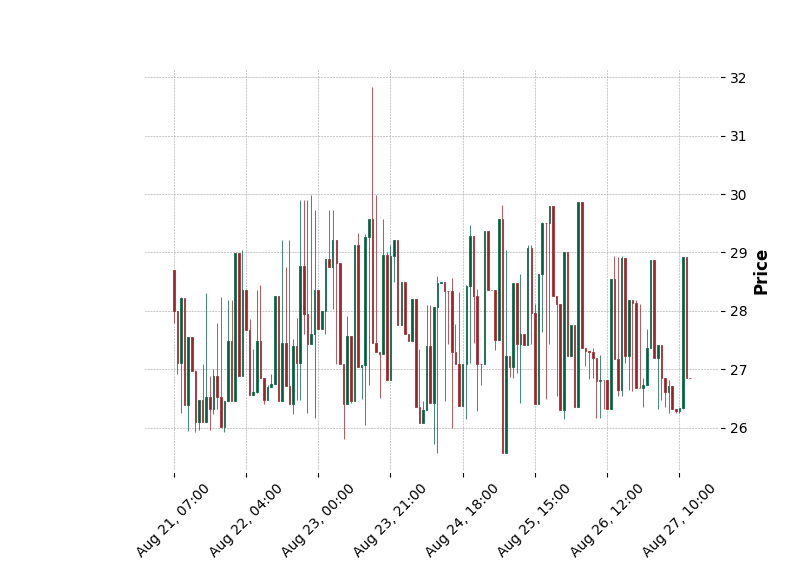 32
31
30
29
28
27
26
Price
Aug 21, 07:00
Aug 22, 04:00
Aug 23, 00:00
Aug 23, 21:00
Aug 24, 18:00
Aug 25, 15:00
Aug 26, 12:00
Aug 27, 10:00